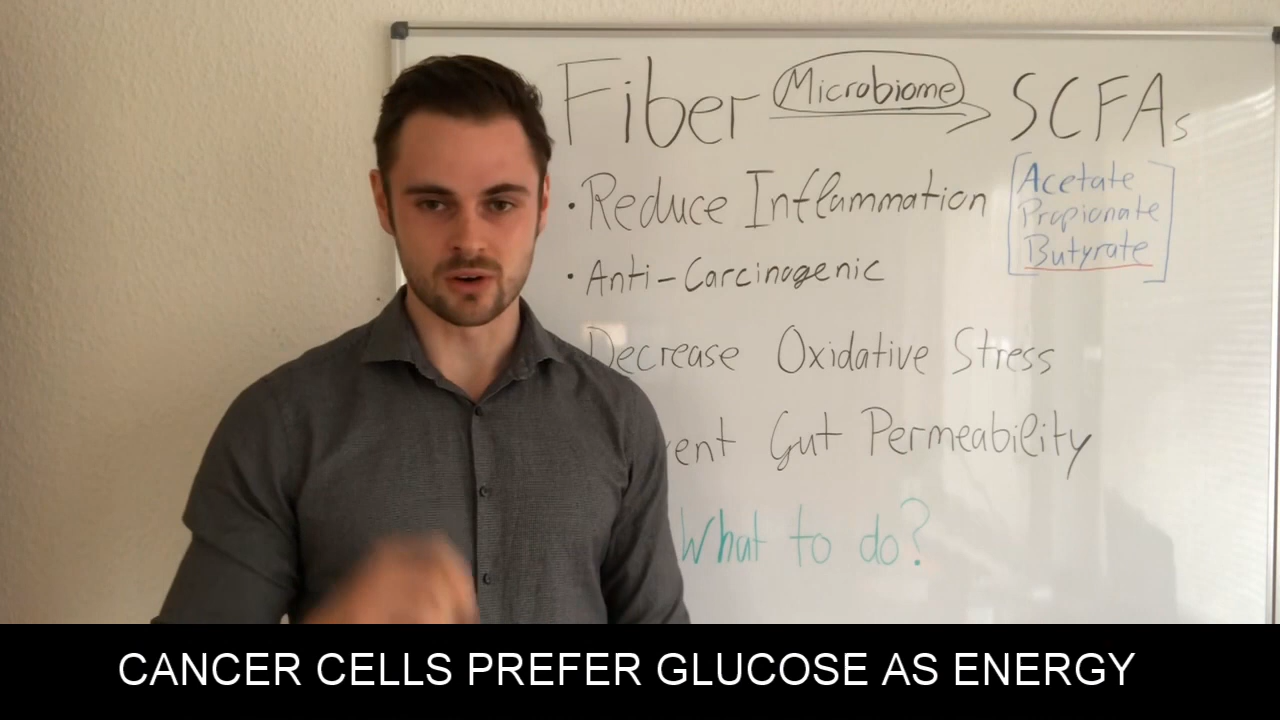 Fiber Microbiome SCFAs
• Reduce Inflammation
Acetate
Propionate
Butyrate
• Anti-Carcinogenic
Decrease Oxidative Stress
ent Gut Permeability
What to do?
CANCER CELLS PREFER GLUCOSE AS ENERGY